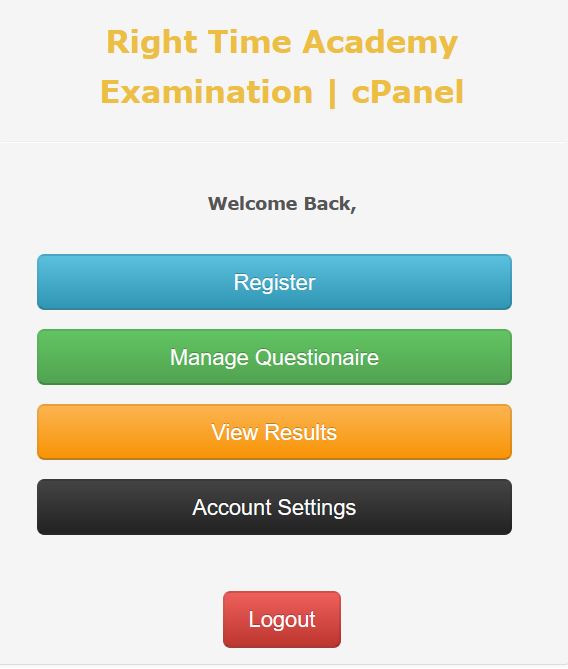 Right Time Academy
Examination | cPanel
Welcome Back,
Register
Manage Questionaire
View Results
Account Settings
Logout